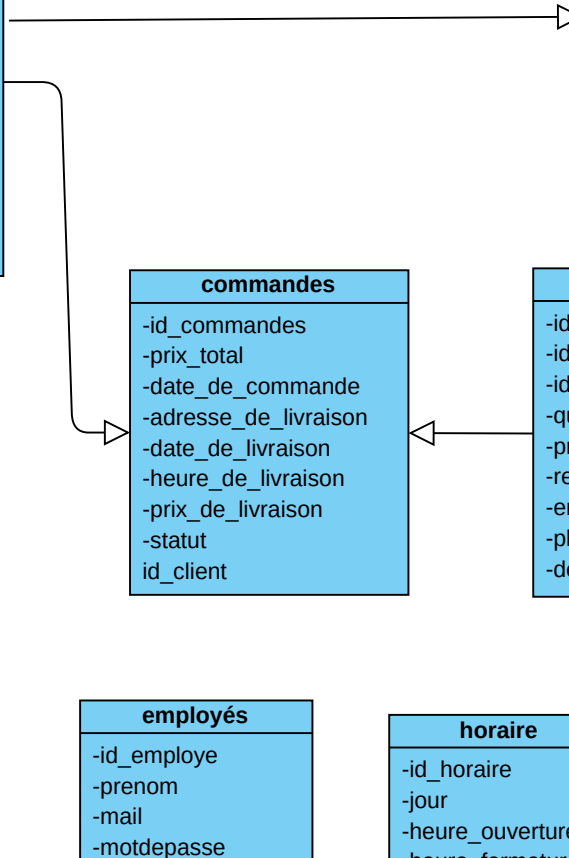 commandes
-id_commandes
-prix_total
-date_de_commande
-adresse_de_livraison
-date_de_livraison
-heure_de_livraison
-prix_de_livraison
-statut
id_client
employés
-id_employe
-prenom
-mail
-motdepasse
horaire
-id_horaire
-jour
-heure_ouverture